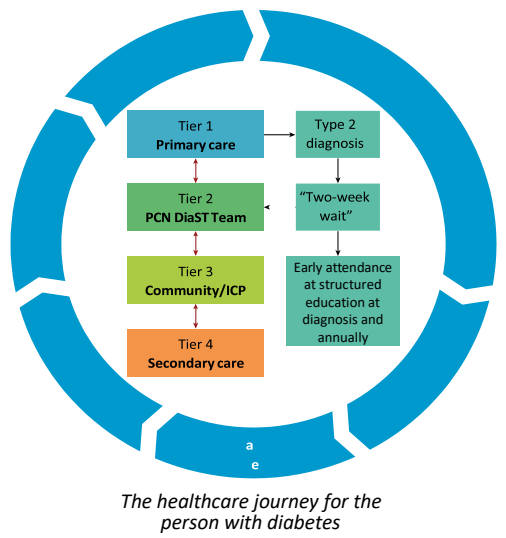 Tier 1
Primary care
Type 2
diagnosis
Tier 2
PCN DiaST Team
“Two-week
wait”
Tier 3
Community/ICP
Early attendance
at structured
education at
diagnosis and
annually
Tier 4
Secondary care
a
e
The healthcare journey for the
person with diabetes